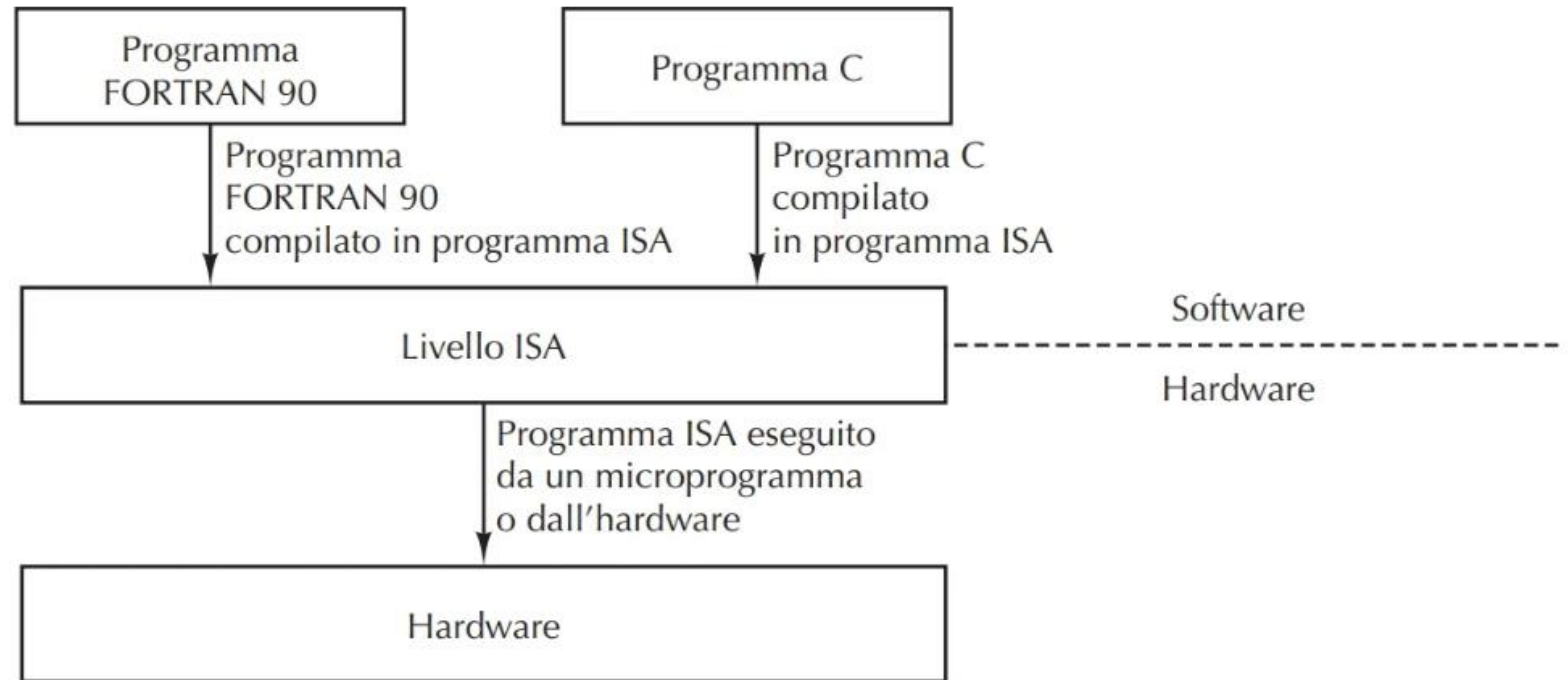 Programma
FORTRAN 90
Programma C
Programma
FORTRAN 90
compilato in programma ISA
Programma C
compilato
in programma ISA
Livello ISA
Software
Hardware
Programma ISA eseguito
da un microprogramma
o dall'hardware
Hardware